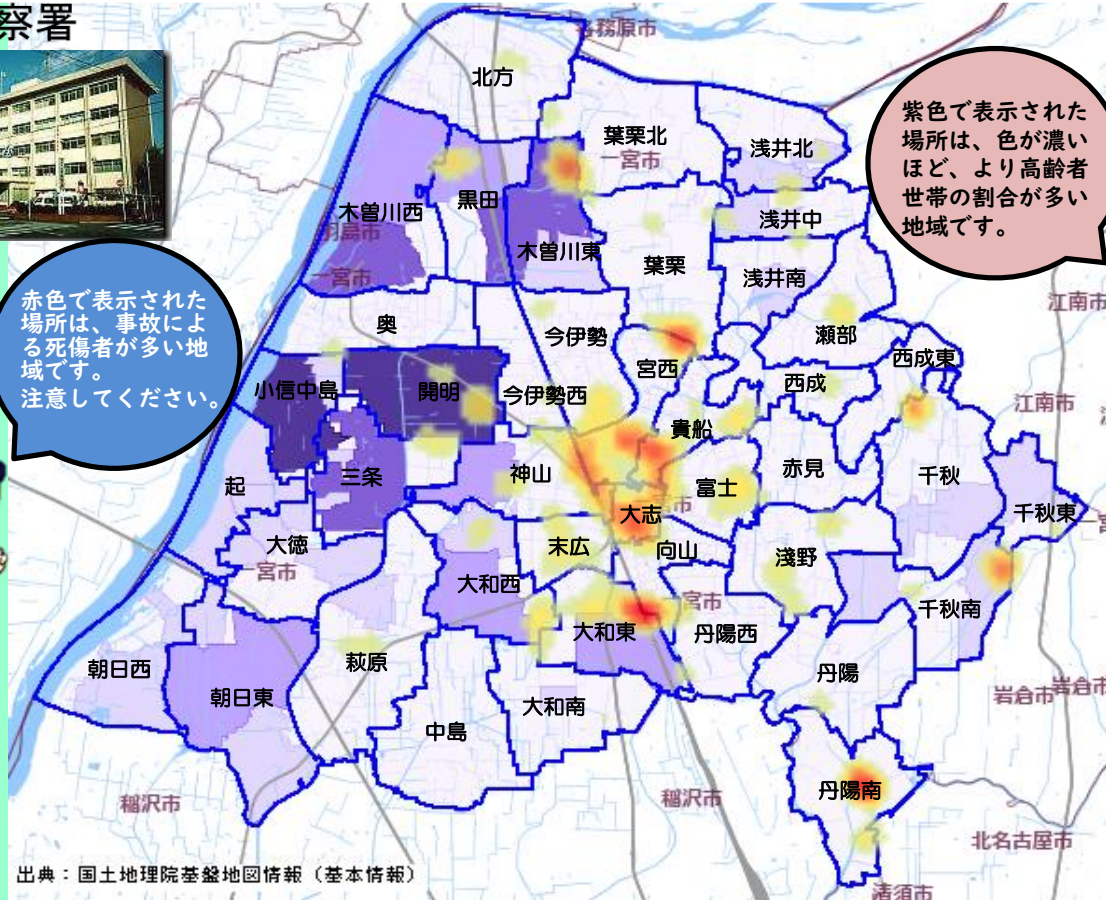 察署
紫色で表示された
場所は、色が濃い
ほど、より高齢者
世帯の割合が多い
地域です。
赤色で表示された
場所は、事故によ
る死傷者が多い地
域です。
注意してください。
各務原市
北方
葉栗北
一宮市
浅井北
黒田
木曽川西
羽島市
一宮市
木曽川東
浅井中
葉栗
浅井南
江南市
奥
今伊勢
瀬部
宮西
西成東
小信中島
開明
今伊勢西
西成
江南市
貴船
神山
赤見
千秋
三条
起
富士
大志
千秋東
大徳
末広
向山
浅野
一宮市
大和西
宮市
千秋南
大和東
丹陽西
朝日西
萩原
丹陽
朝日東
大和南
岩倉市
岩倉市
中島
丹陽南
稲沢市
稲沢市
北名古屋市
出典：国土地理院基盤地図情報（基本情報）
清須市